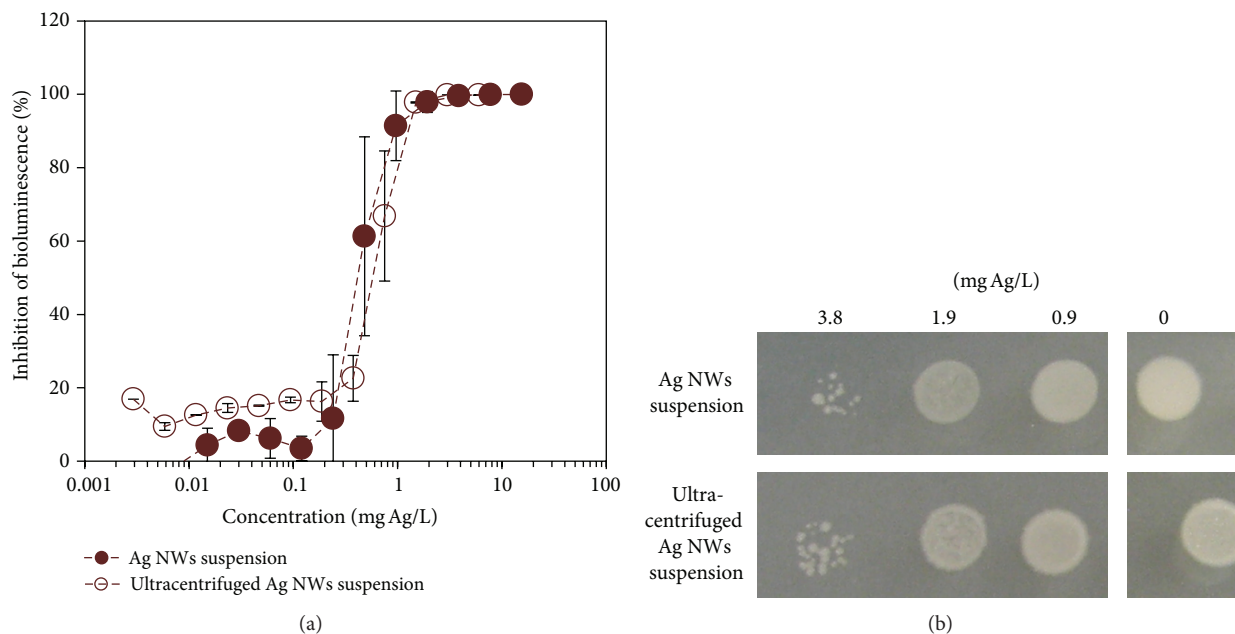 120
100
80
60
40
20
0
Inhibition of bioluminescence (%)
0.001
0.01
0.1
1
10
100
Concentration (mg Ag/L)
Ag NWs suspension
Ultracentrifuged Ag NWs suspension
(a)
(mg Ag/L)
3.8
1.9
0.9
0
Ag NWs
suspension
Ultra-
centrifuged
Ag NWs
suspension
(b)